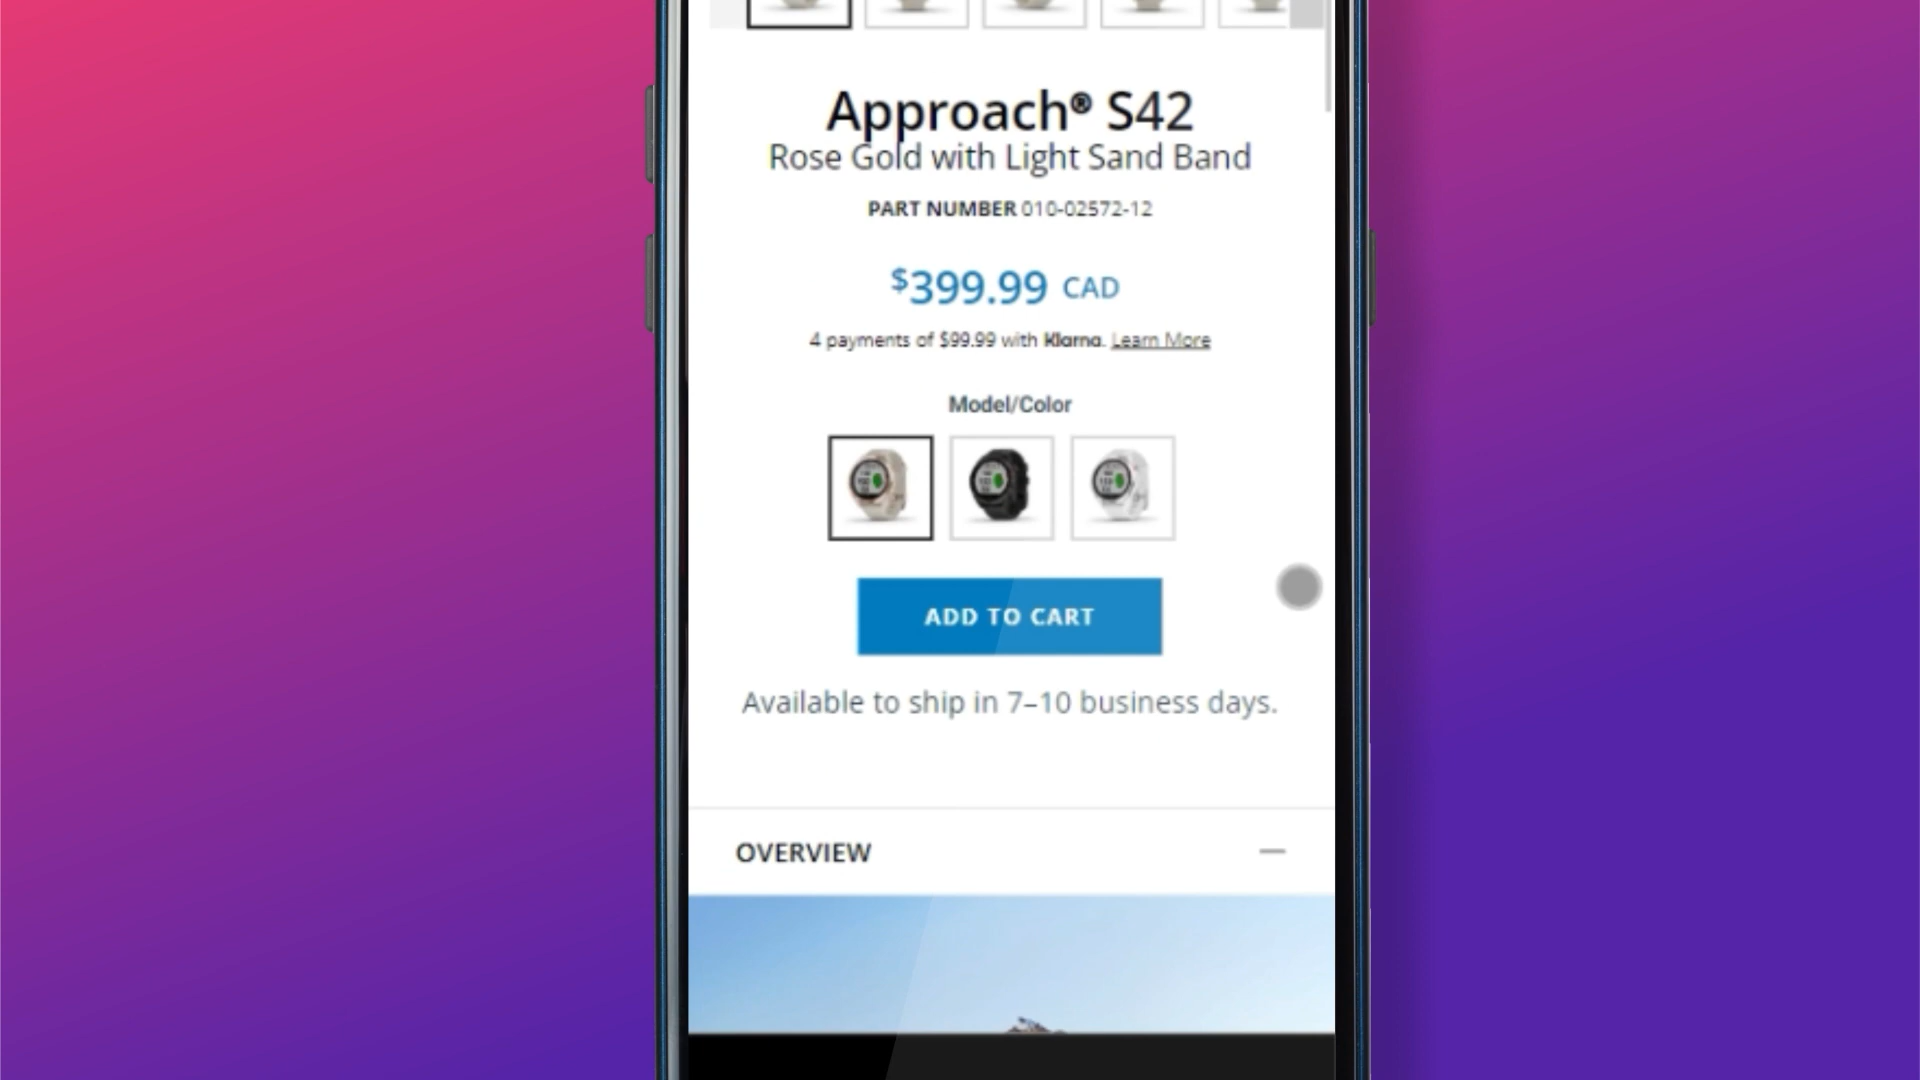 Approach® S42
Rose Gold with Light Sand Band
PART NUMBER 010-02572-12
$399.99 CAD
4 payments of $99.99 with Klarna. Learn More
Model/Color
ADD TO CART
Available to ship in 7–10 business days.
OVERVIEW